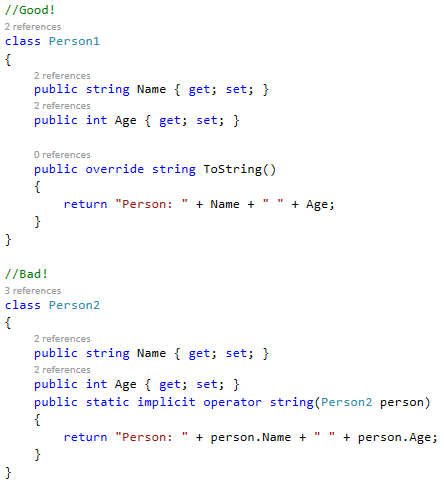 //Good!
2 references
class Person1
{
2 references
public string Name { get; set; }
2 references
public int Age { get; set; }
0 references
public override string ToString()
{
return "Person: " + Name + " " + Age;
}
}
//Bad!
3 references
class Person2
{
2 references
public string Name { get; set; }
2 references
public int Age { get; set; }
public static implicit operator string(Person2 person)
{
return "Person: " + person.Name + " " + person.Age;
}
}